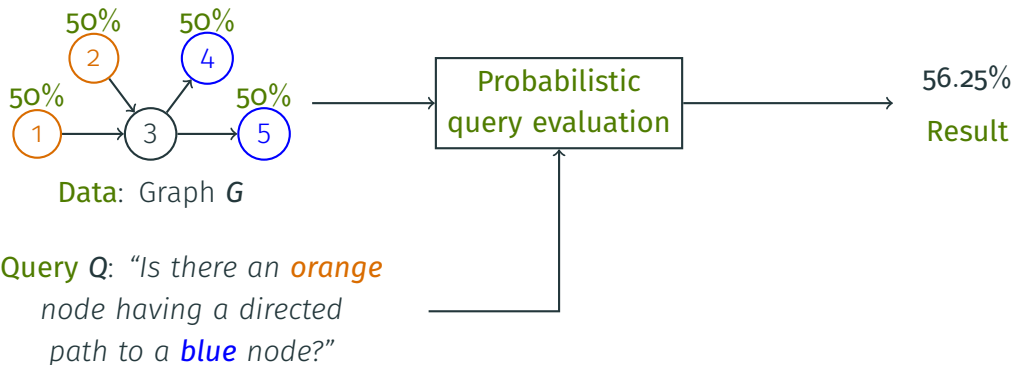 50%
50%
2
4
50%
50%
1
3
5
Data: Graph G
Probabilistic
query evaluation
56.25%
Result
Query Q: “Is there an orange
node having a directed
path to a blue node?”